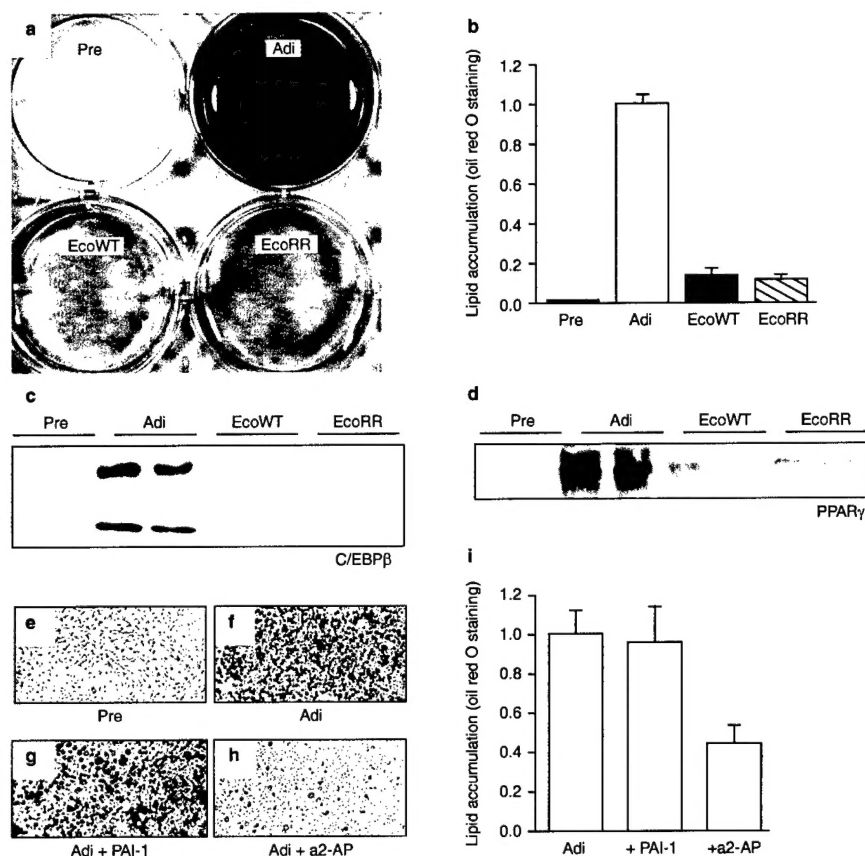 a
Pre
Adi
EcoWT
EcoRR
b
Lipid accumulation (oil red O staining)
1.2
1.0
0.8
0.6
0.4
0.2
0.0
Pre Adi EcoWT EcoRR
c
Pre Adi EcoWT EcoRR
C/EBPβ
d
Pre Adi EcoWT EcoRR
PPARγ
e
Pre
f
Adi
g
Adi + PAI-1
h
Adi + a2-AP
i
Lipid accumulation (oil red O staining)
1.2
1.0
0.8
0.6
0.4
0.2
0.0
Adi + PAI-1 +a2-AP